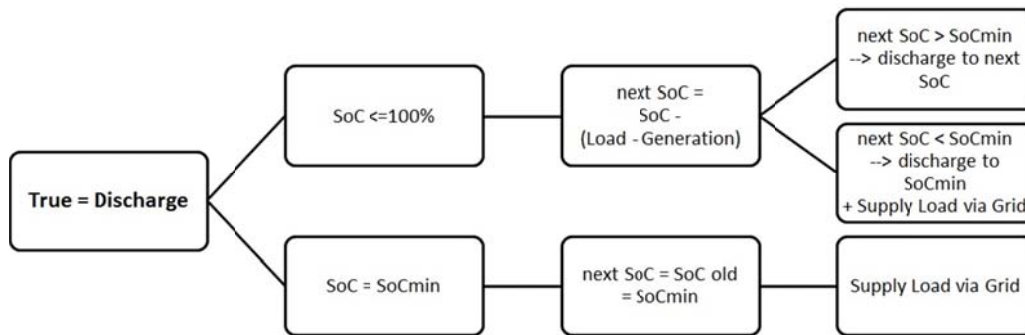 True = Discharge
SoC <=100%
next SoC =
SoC -
(Load - Generation)
next SoC > SoCmin
--> discharge to next
SoC
next SoC < SoCmin
--> discharge to
SoCmin
+ Supply Load via Grid
SoC = SoCmin
next SoC = SoC old
= SoCmin
Supply Load via Grid